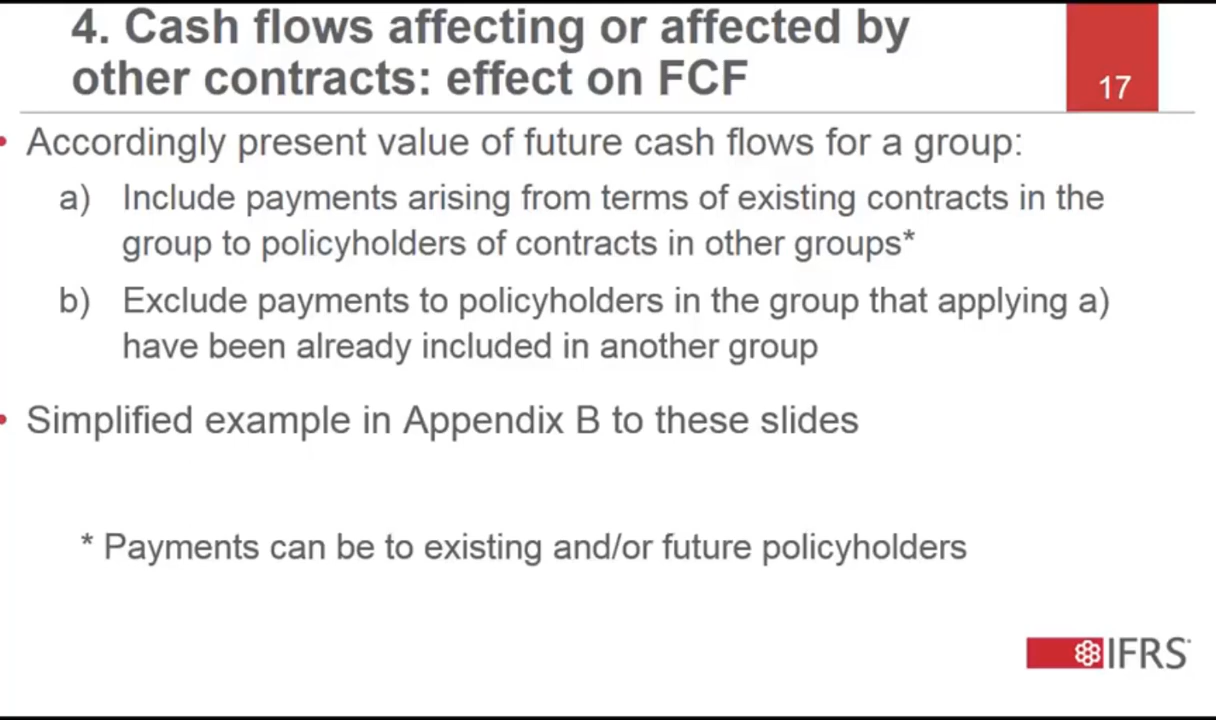 4. Cash flows affecting or affected by
other contracts: effect on FCF
17
• Accordingly present value of future cash flows for a group:
a) Include payments arising from terms of existing contracts in the
group to policyholders of contracts in other groups*
b) Exclude payments to policyholders in the group that applying a)
have been already included in another group
• Simplified example in Appendix B to these slides
* Payments can be to existing and/or future policyholders
IFRS